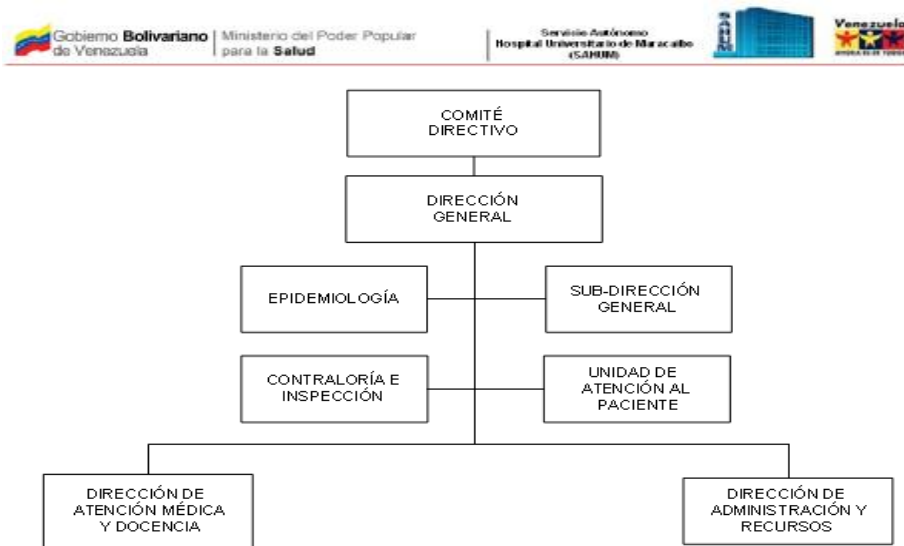 Gobierno Bolivariano
de Venezuela
Ministerio del Poder Popular
para la Salud
Servicio Autónomo
Hospital Universitario de Maracaibo
(SAHUM)
SAHUM
Venezuela
COMITÉ
DIRECTIVO
DIRECCIÓN
GENERAL
EPIDEMIOLOGÍA
SUB-DIRECCIÓN
GENERAL
CONTRALORÍA E
INSPECCIÓN
UNIDAD DE
ATENCIÓN AL
PACIENTE
DIRECCIÓN DE
ATENCIÓN MÉDICA
Y DOCENCIA
DIRECCIÓN DE
ADMINISTRACIÓN Y
RECURSOS